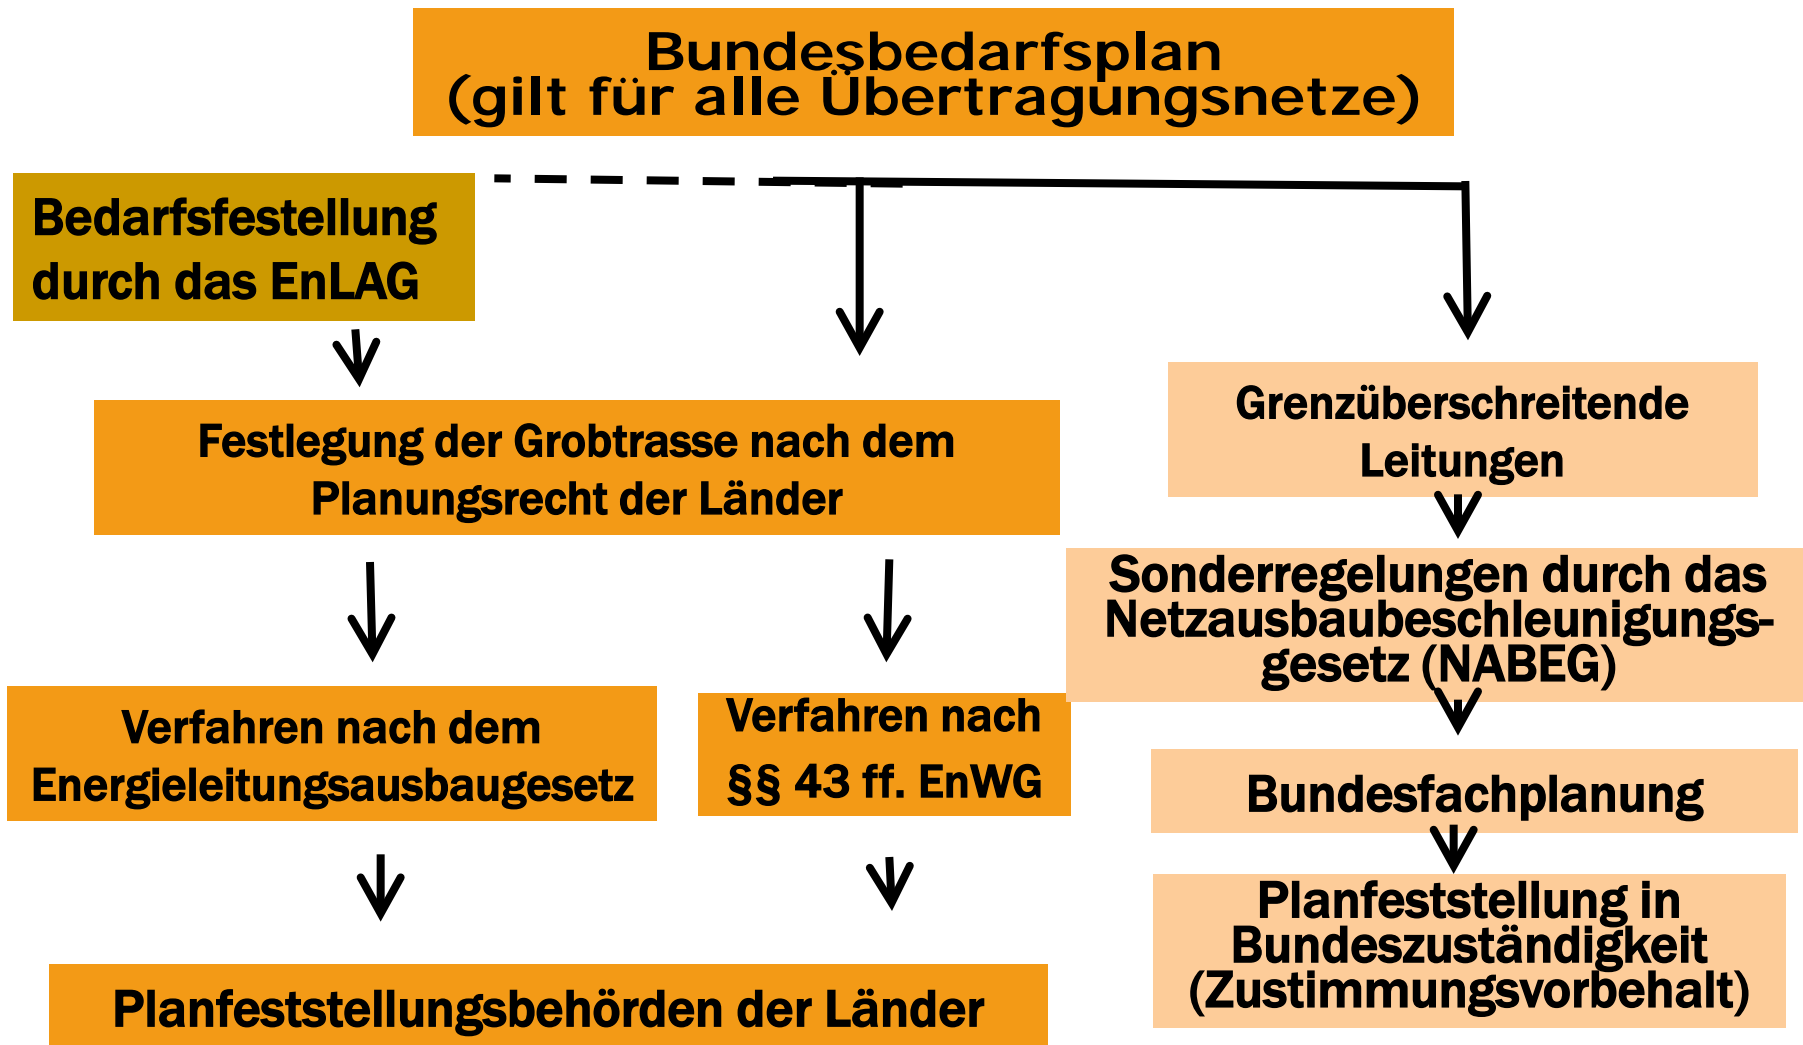 Bundesbedarfsplan
(gilt für alle Übertragungsnetze)
Bedarfsfestellung
durch das EnLAG
Festlegung der Grobtrasse nach dem
Planungsrecht der Länder
Grenzüberschreitende
Leitungen
Sonderregelungen durch das
Netzausbaubeschleunigungs-
gesetz (NABEG)
Verfahren nach dem
Energieleitungsausbaugesetz
Verfahren nach
§§ 43 ff. EnWG
Bundesfachplanung
Planfeststellung in
Bundeszuständigkeit
(Zustimmungsvorbehalt)
Planfeststellungsbehörden der Länder